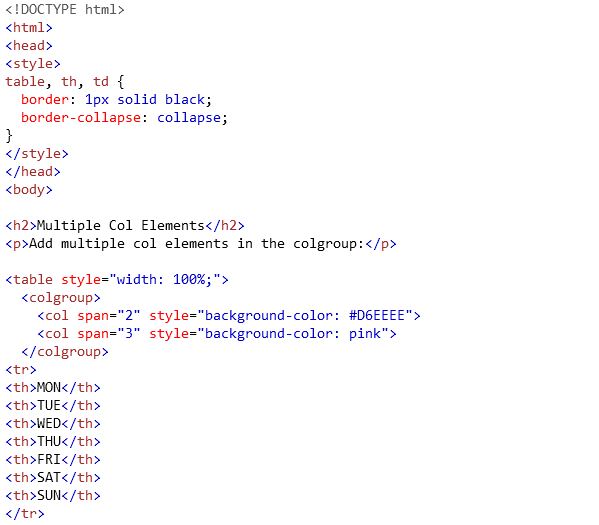 <!DOCTYPE html>
<html>
<head>
<style>
table, th, td {
  border: 1px solid black;
  border-collapse: collapse;
}
</style>
</head>
<body>

<h2>Multiple Col Elements</h2>
<p>Add multiple col elements in the colgroup:</p>

<table style="width: 100%;">
  <colgroup>
    <col span="2" style="background-color: #D6EEEE">
    <col span="3" style="background-color: pink">
  </colgroup>
<tr>
<th>MON</th>
<th>TUE</th>
<th>WED</th>
<th>THU</th>
<th>FRI</th>
<th>SAT</th>
<th>SUN</th>
</tr>